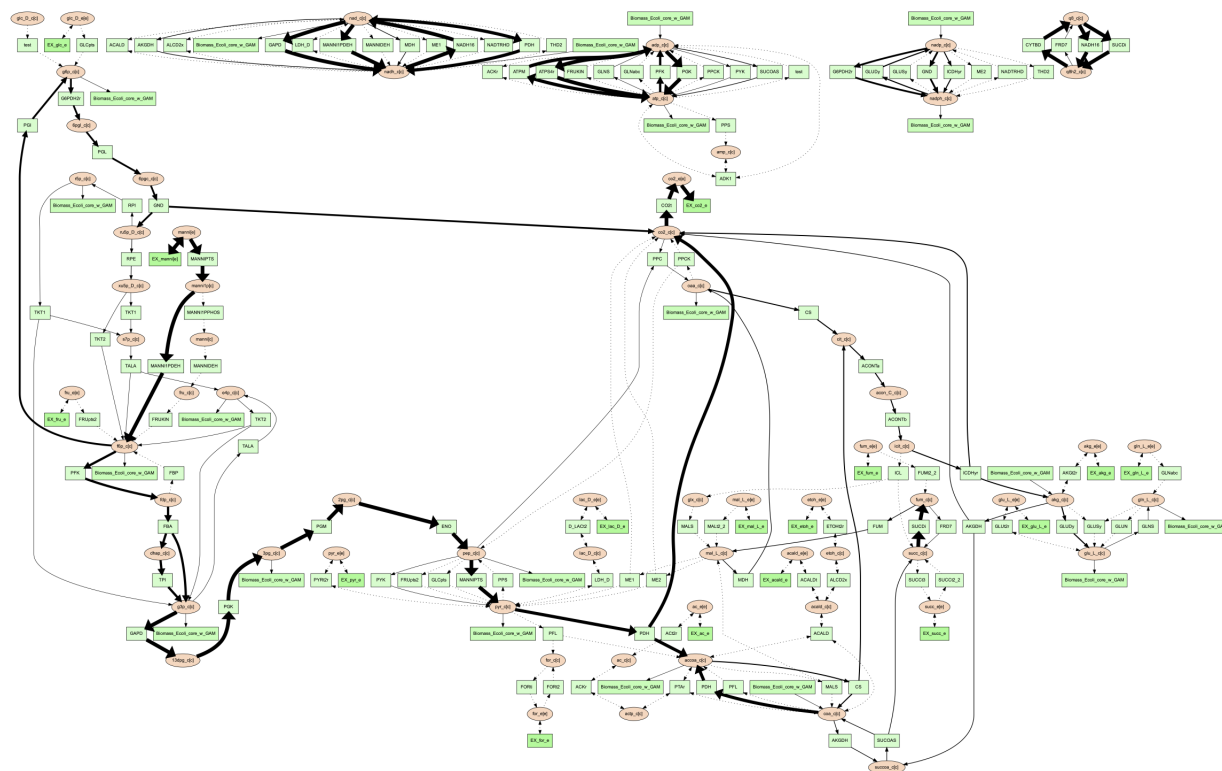 glc_D_c[c]
glc_D_e[e]
nad_c[c]
Biomass_Ecoli_core_w_GAM
Biomass_Ecoli_core_w_GAM
q8_c[c]
test
EX_glc_e
GLCpts
ACALD
AKGDH
ALCD2x
Biomass_Ecoli_core_w_GAM
GAPD
LDH_D
MANNI1PDEH
MANNIDEH
MDH
ME1
NADH16
NADTRHD
PDH
THD2
Biomass_Ecoli_core_w_GAM
adp_c[c]
nadp_c[c]
CYTBD
FRD7
NADH16
SUCDi
g6p_c[c]
nadh_c[c]
ACKr
ATPM
ATPS4r
FRUKIN
GLNS
GLNabc
PFK
PGK
PPCK
PYK
SUCOAS
test
G6PDH2r
GLUDy
GLUSy
GND
ICDHyr
ME2
NADTRHD
THD2
q8h2_c[c]
G6PDH2r
Biomass_Ecoli_core_w_GAM
atp_c[c]
nadph_c[c]
PGI
6pgl_c[c]
Biomass_Ecoli_core_w_GAM
PPS
Biomass_Ecoli_core_w_GAM
PGL
amp_c[c]
r5p_c[c]
6pgc_c[c]
co2_e[e]
ADK1
Biomass_Ecoli_core_w_GAM
RPI
GND
CO2t
EX_co2_e
ru5p_D_c[c]
manni[e]
co2_c[c]
RPE
EX_manni[e]
MANNIPTS
PPC
PPCK
xu5p_D_c[c]
manni1p[c]
oaa_c[c]
TKT1
TKT1
MANNI1PPHOS
Biomass_Ecoli_core_w_GAM
CS
TKT2
s7p_c[c]
manni[c]
cit_c[c]
TALA
MANNI1PDEH
MANNIDEH
ACONTa
fru_e[e]
e4p_c[c]
fru_c[c]
acon_C_c[c]
EX_fru_e
FRUpts2
FRUKIN
Biomass_Ecoli_core_w_GAM
TKT2
ACONTb
f6p_c[c]
TALA
fum_e[e]
icit_c[c]
akg_e[e]
gln_L_e[e]
PFK
Biomass_Ecoli_core_w_GAM
FBP
EX_fum_e
ICL
FUMt2_2
ICDHyr
Biomass_Ecoli_core_w_GAM
AKGt2r
EX_akg_e
EX_gln_L_e
GLNabc
fdp_c[c]
2pg_c[c]
lac_D_e[e]
glx_c[c]
mal_L_e[e]
etoh_e[e]
fum_c[c]
glu_L_e[e]
akg_c[c]
gln_L_c[c]
FBA
PGM
ENO
D_LACt2
EX_lac_D_e
MALS
MALt2_2
EX_mal_L_e
EX_etoh_e
ETOHt2r
FUM
SUCDi
FRD7
AKGDH
GLUt2r
EX_glu_L_e
GLUDy
GLUSy
GLUN
GLNS
Biomass_Ecoli_core_w_GAM
dhap_c[c]
3pg_c[c]
pyr_e[e]
pep_c[c]
lac_D_c[c]
mal_L_c[c]
acald_e[e]
etoh_c[c]
succ_c[c]
glu_L_c[c]
TPI
Biomass_Ecoli_core_w_GAM
PYRt2r
EX_pyr_e
PYK
FRUpts2
GLCpts
MANNIPTS
PPS
Biomass_Ecoli_core_w_GAM
LDH_D
ME1
ME2
MDH
EX_acald_e
ACALDt
ALCD2x
SUCCt3
SUCCt2_2
Biomass_Ecoli_core_w_GAM
g3p_c[c]
PGK
pyr_c[c]
ac_e[e]
acald_c[c]
succ_e[e]
GAPD
Biomass_Ecoli_core_w_GAM
Biomass_Ecoli_core_w_GAM
PFL
PDH
ACt2r
EX_ac_e
ACALD
EX_succ_e
13dpg_c[c]
for_c[c]
ac_c[c]
accoa_c[c]
FORti
FORt2
ACKr
Biomass_Ecoli_core_w_GAM
PTAr
PDH
PFL
Biomass_Ecoli_core_w_GAM
MALS
CS
for_e[e]
actp_c[c]
coa_c[c]
EX_for_e
AKGDH
SUCOAS
succoa_c[c]